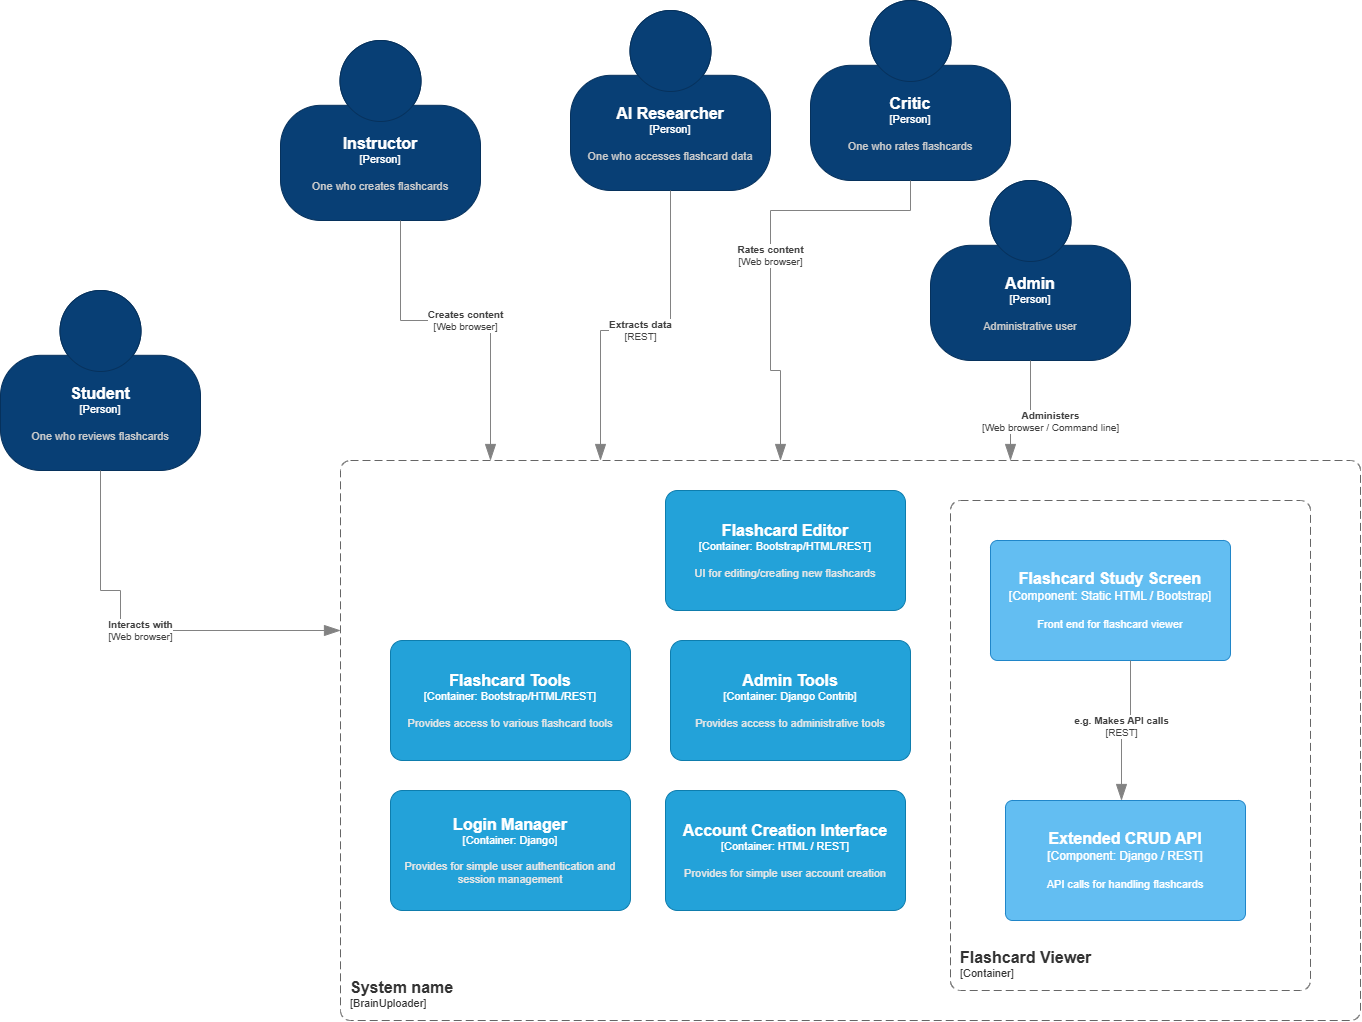 Critic
[Person]
One who rates flashcards
AI Researcher
[Person]
One who accesses flashcard data
Instructor
[Person]
One who creates flashcards
Rates content
[Web browser]
Admin
[Person]
Administrative user
Creates content
[Web browser]
Extracts data
[REST]
Student
[Person]
One who reviews flashcards
Administers
[Web browser / Command line]
Interacts with
[Web browser]
Flashcard Editor
[Container: Bootstrap/HTML/REST]
UI for editing/creating new flashcards
Flashcard Tools
[Container: Bootstrap/HTML/REST]
Provides access to various flashcard tools
Admin Tools
[Container: Django Contrib]
Provides access to administrative tools
Login Manager
[Container: Django]
Provides for simple user authentication and
session management
Account Creation Interface
[Container: HTML / REST]
Provides for simple user account creation
Flashcard Study Screen
[Component: Static HTML / Bootstrap]
Front end for flashcard viewer
e.g. Makes API calls
[REST]
Extended CRUD API
[Component: Django / REST]
API calls for handling flashcards
Flashcard Viewer
[Container]
System name
[BrainUploader]